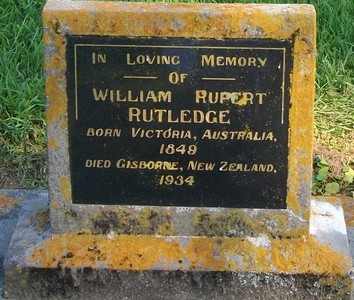 IN LOVING MEMORY
OF
WILLIAM RUPERT
RUTLEDGE
BORN VICTORIA, AUSTRALIA,
1849
DIED GISBORNE, NEW ZEALAND,
1934